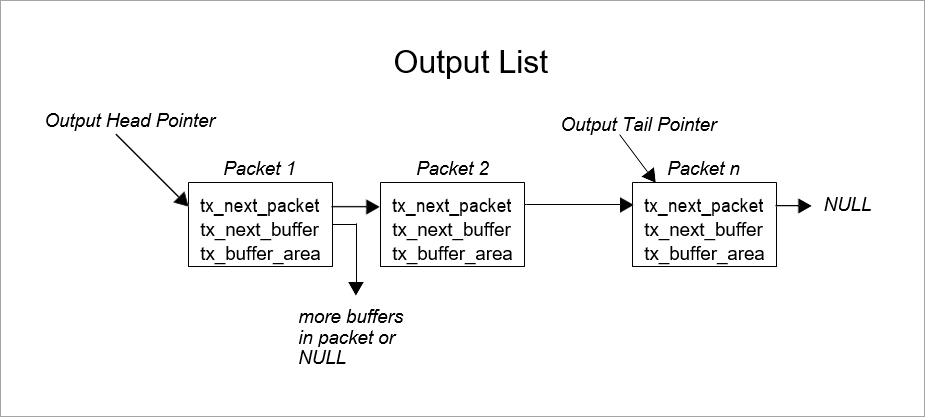 Output List
Output Head Pointer
Output Tail Pointer
Packet 1
Packet 2
Packet n
tx_next_packet
tx_next_buffer
tx_buffer_area
tx_next_packet
tx_next_buffer
tx_buffer_area
tx_next_packet
tx_next_buffer
tx_buffer_area
NULL
more buffers
in packet or
NULL